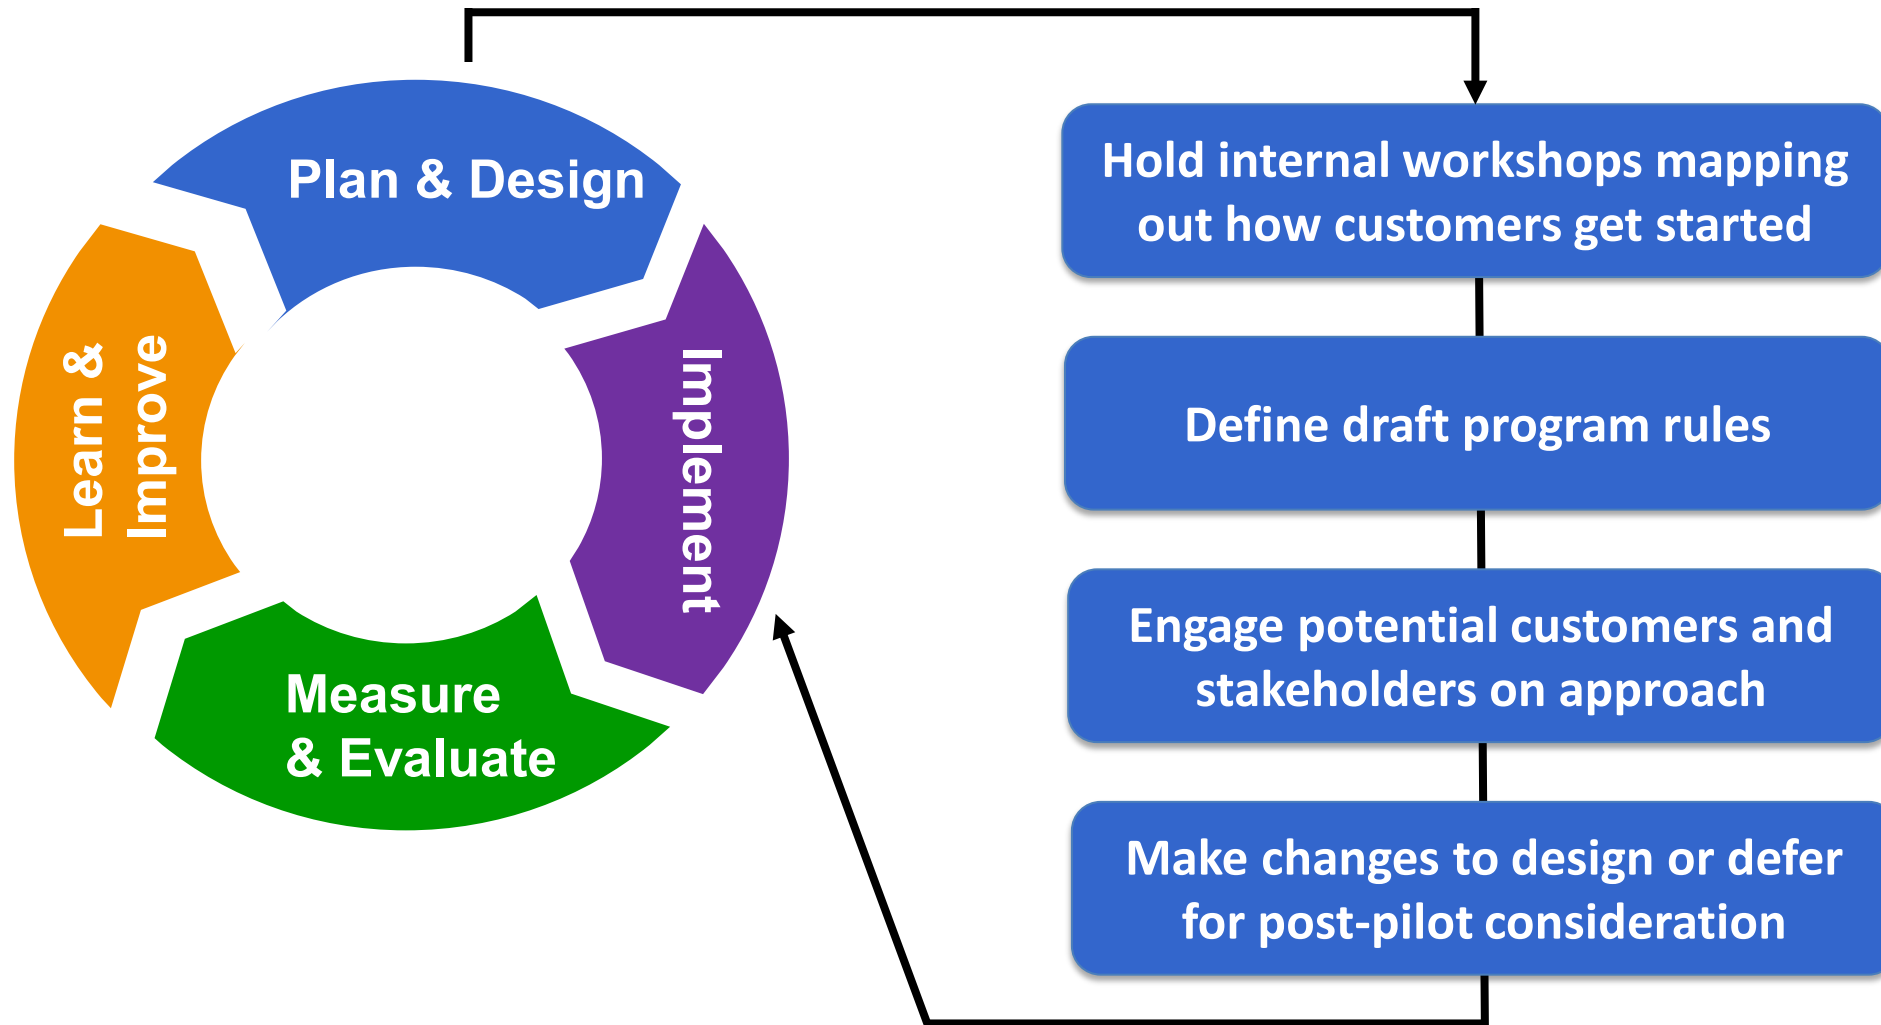 Plan & Design
Implement
Measure
& Evaluate
Learn &
Improve
Hold internal workshops mapping
out how customers get started
Define draft program rules
Engage potential customers and
stakeholders on approach
Make changes to design or defer
for post-pilot consideration